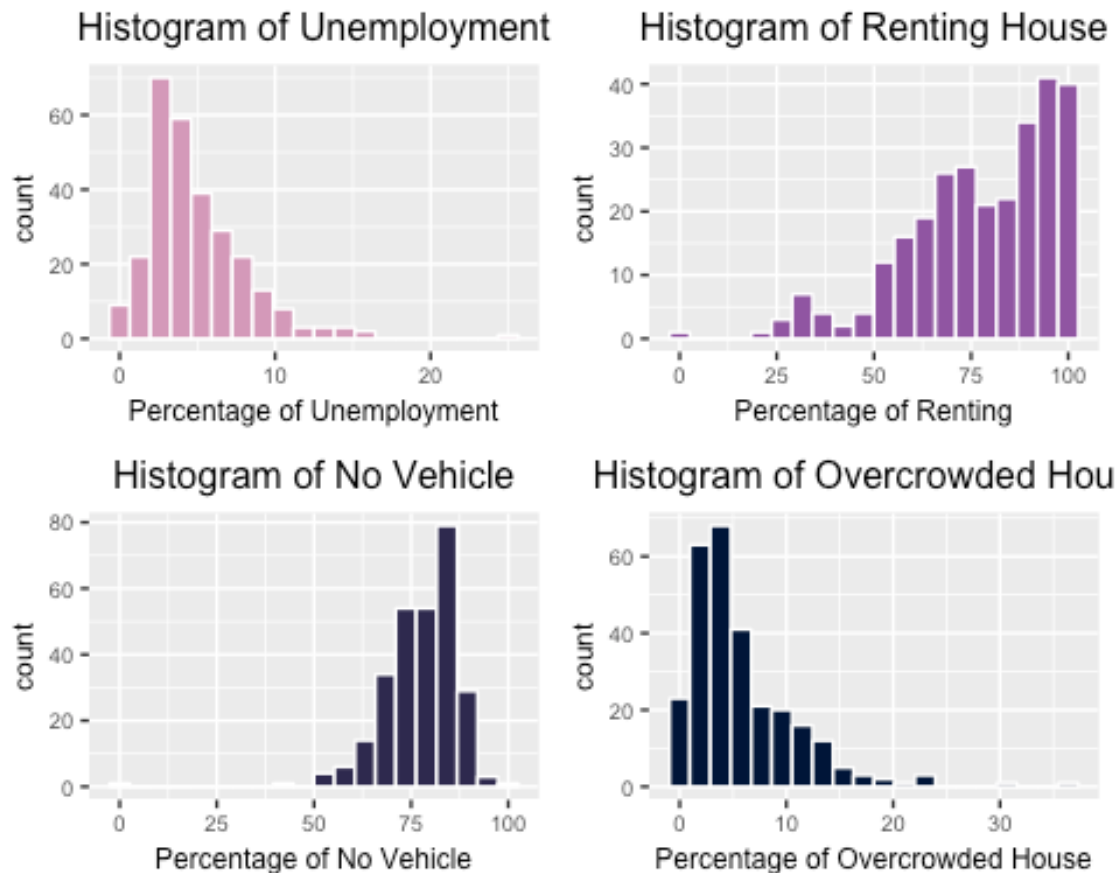 Histogram of Unemployment
60
40
20
0
count
0 10 20
Percentage of Unemployment
Histogram of Renting House
40
30
20
10
0
count
0 25 50 75 100
Percentage of Renting
Histogram of No Vehicle
80
60
40
20
0
count
0 25 50 75 100
Percentage of No Vehicle
Histogram of Overcrowded Hou
60
40
20
0
count
0 10 20 30
Percentage of Overcrowded House